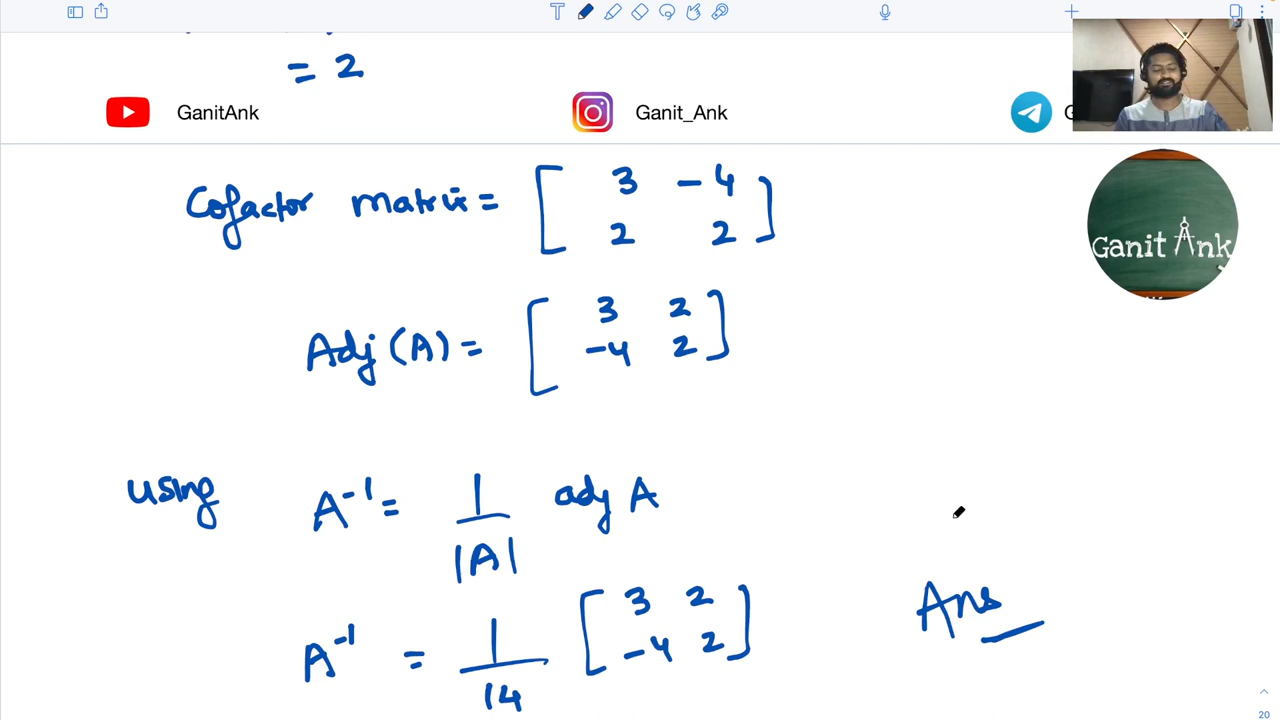 = 2
GanitAnk Ganit_Ank G
Cofactor matrix = [ 3 -4
2 2 ]
Ganit Ank
Adj (A) = [ 3 2
-4 2 ]
using A⁻¹ = 1/|A| adj A
A⁻¹ = 1/14 [ 3 2
-4 2 ]
Ans
20